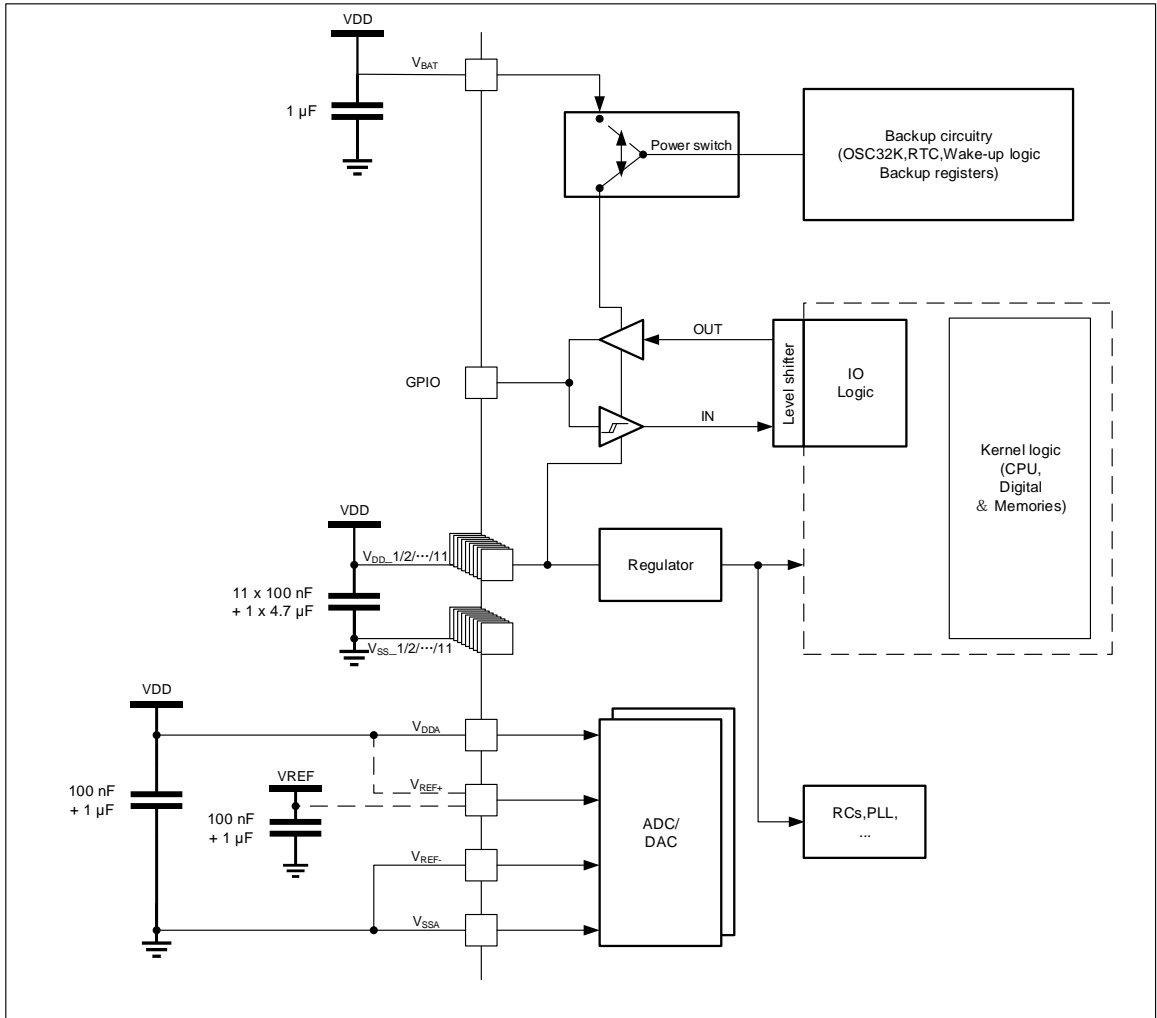 VDD
VBAT
1 µF
Power switch
Backup circuitry
(OSC32K,RTC,Wake-up logic
Backup registers)
OUT
GPIO
IN
Level shifter
IO
Logic
Kernel logic
(CPU,
Digital
& Memories)
VDD
VDD_1/2/···/11
11 x 100 nF
+ 1 x 4.7 µF
VSS_1/2/···/11
Regulator
VDD
VDDA
100 nF
+ 1 µF
VREF
VREF+
100 nF
+ 1 µF
VREF-
VSSA
ADC/
DAC
RCs,PLL,
...